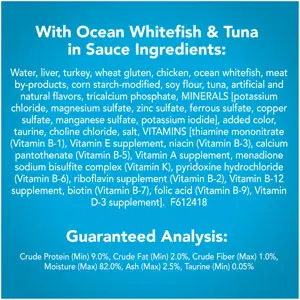 With Ocean Whitefish & Tuna
in Sauce Ingredients:
Water, liver, turkey, wheat gluten, chicken, ocean whitefish, meat
by-products, corn starch-modified, soy flour, tuna, artificial and
natural flavors, tricalcium phosphate, MINERALS [potassium
chloride, magnesium sulfate, zinc sulfate, ferrous sulfate, copper
sulfate, manganese sulfate, potassium iodide], added color,
taurine, choline chloride, salt, VITAMINS [thiamine mononitrate
(Vitamin B-1), Vitamin E supplement, niacin (Vitamin B-3), calcium
pantothenate (Vitamin B-5), Vitamin A supplement, menadione
sodium bisulfite complex (Vitamin K), pyridoxine hydrochloride
(Vitamin B-6), riboflavin supplement (Vitamin B-2), Vitamin B-12
supplement, biotin (Vitamin B-7), folic acid (Vitamin B-9), Vitamin
D-3 supplement]. F612418
Guaranteed Analysis:
Crude Protein (Min) 9.0%, Crude Fat (Min) 2.0%, Crude Fiber (Max) 1.0%,
Moisture (Max) 82.0%, Ash (Max) 2.5%, Taurine (Min) 0.05%